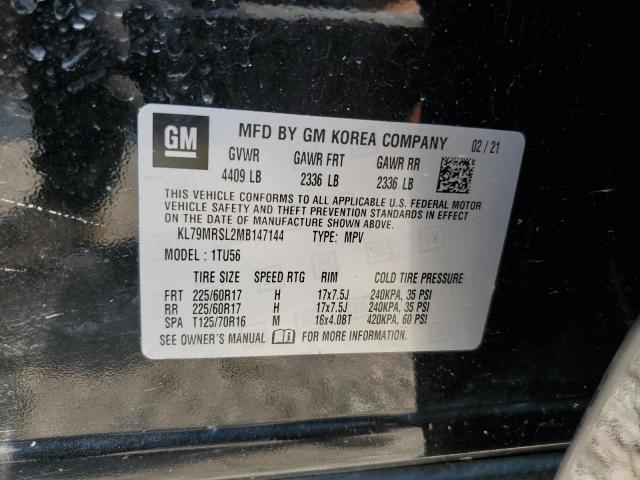 GM MFD BY GM KOREA COMPANY 02/21
GVWR GAWR FRT GAWR RR
4409 LB 2336 LB 2336 LB
THIS VEHICLE CONFORMS TO ALL APPLICABLE U.S. FEDERAL MOTOR
VEHICLE SAFETY AND THEFT PREVENTION STANDARDS IN EFFECT
ON THE DATE OF MANUFACTURE SHOWN ABOVE.
KL79MRSL2MB147144 TYPE: MPV
MODEL : 1TU56
TIRE SIZE SPEED RTG RIM COLD TIRE PRESSURE
FRT 225/60R17 H 17x7.5J 240KPA, 35 PSI
RR 225/60R17 H 17x7.5J 240KPA, 35 PSI
SPA T125/70R16 M 16x4.0BT 420KPA, 60 PSI
SEE OWNER'S MANUAL FOR MORE INFORMATION.